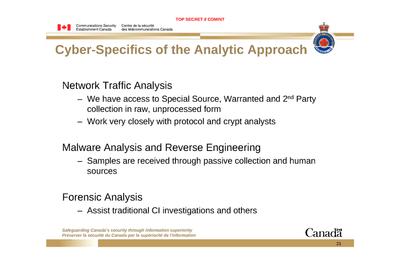 TOP SECRET // COMINT
Communications Security Centre de la sécurité
Establishment Canada des télécommunications Canada
Cyber-Specifics of the Analytic Approach
Network Traffic Analysis
– We have access to Special Source, Warranted and 2nd Party
collection in raw, unprocessed form
– Work very closely with protocol and crypt analysts
Malware Analysis and Reverse Engineering
– Samples are received through passive collection and human
sources
Forensic Analysis
– Assist traditional CI investigations and others
Safeguarding Canada's security through information superiority
Préserver la sécurité du Canada par la supériorité de l'information
Canada
21